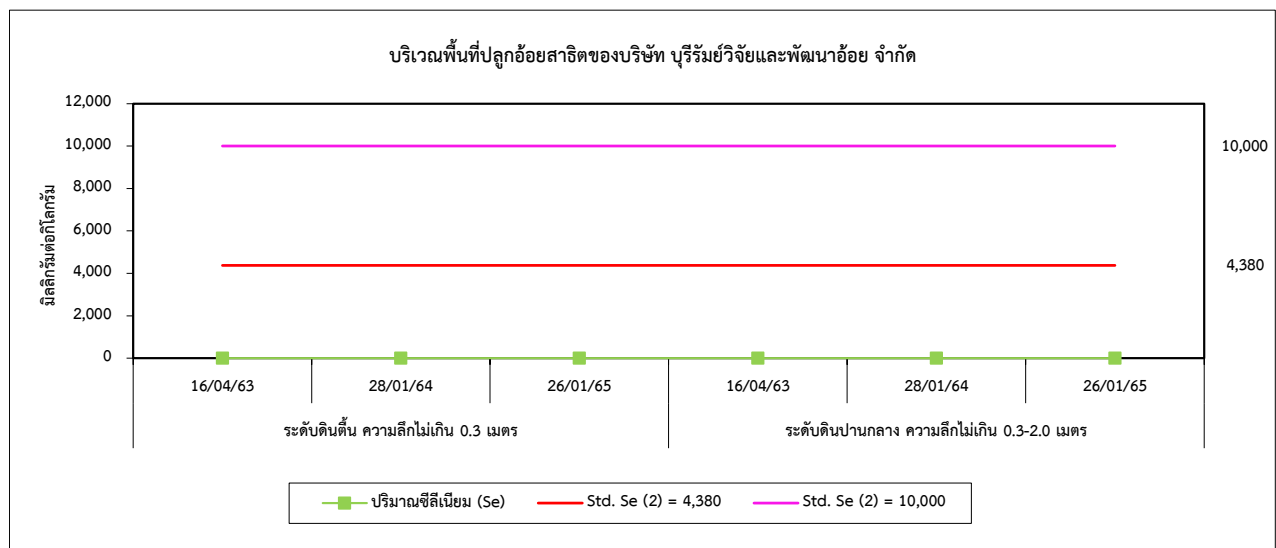 บริเวณพื้นที่ปลูกอ้อยสาธิตของบริษัท บุรีรัมย์วิจัยและพัฒนาอ้อย จำกัด
มิลลิกรัมต่อกิโลกรัม
12,000
10,000
8,000
6,000
4,000
2,000
0
10,000
4,380
16/04/63 28/01/64 26/01/65 16/04/63 28/01/64 26/01/65
ระดับดินตื้น ความลึกไม่เกิน 0.3 เมตร ระดับดินปานกลาง ความลึกไม่เกิน 0.3-2.0 เมตร
ปริมาณซีลีเนียม (Se) Std. Se (2) = 4,380 Std. Se (2) = 10,000